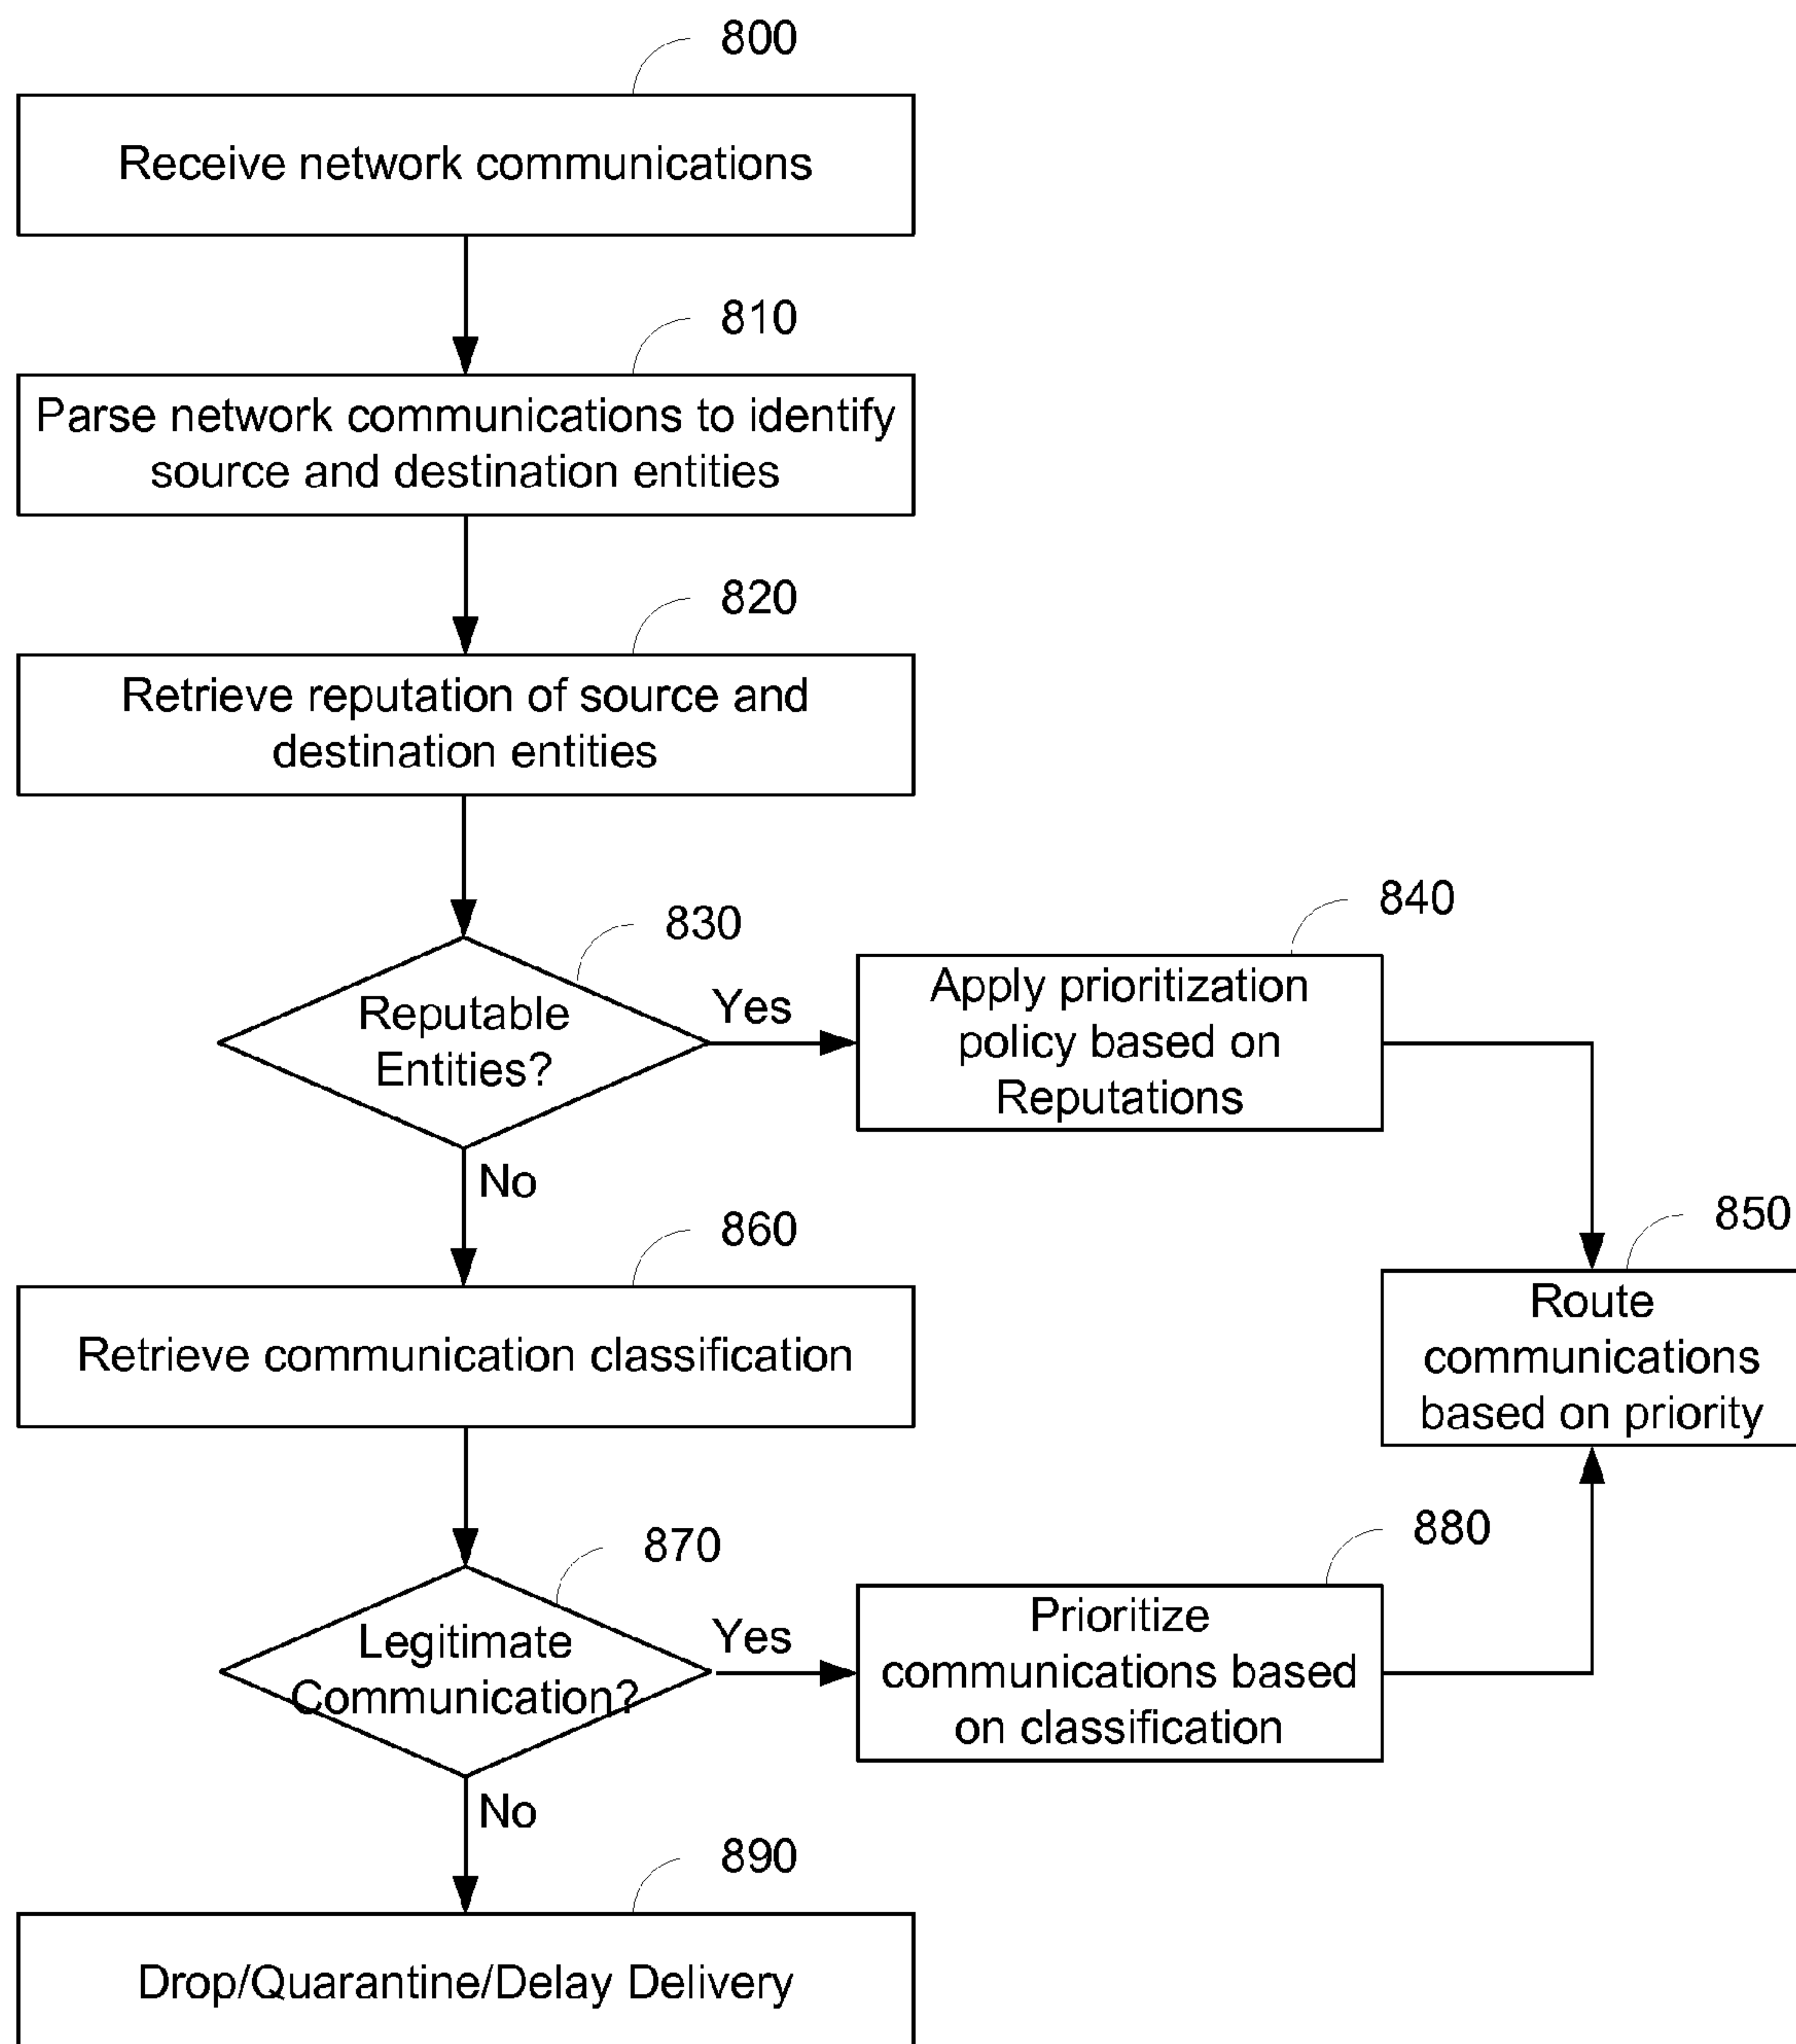 800
Receive network communications
810
Parse network communications to identify
source and destination entities
820
Retrieve reputation of source and
destination entities
830
Reputable
Entities?
Yes
840
Apply prioritization
policy based on
Reputations
No
850
Route
communications
based on priority
860
Retrieve communication classification
870
Legitimate
Communication?
Yes
880
Prioritize
communications based
on classification
No
890
Drop/Quarantine/Delay Delivery